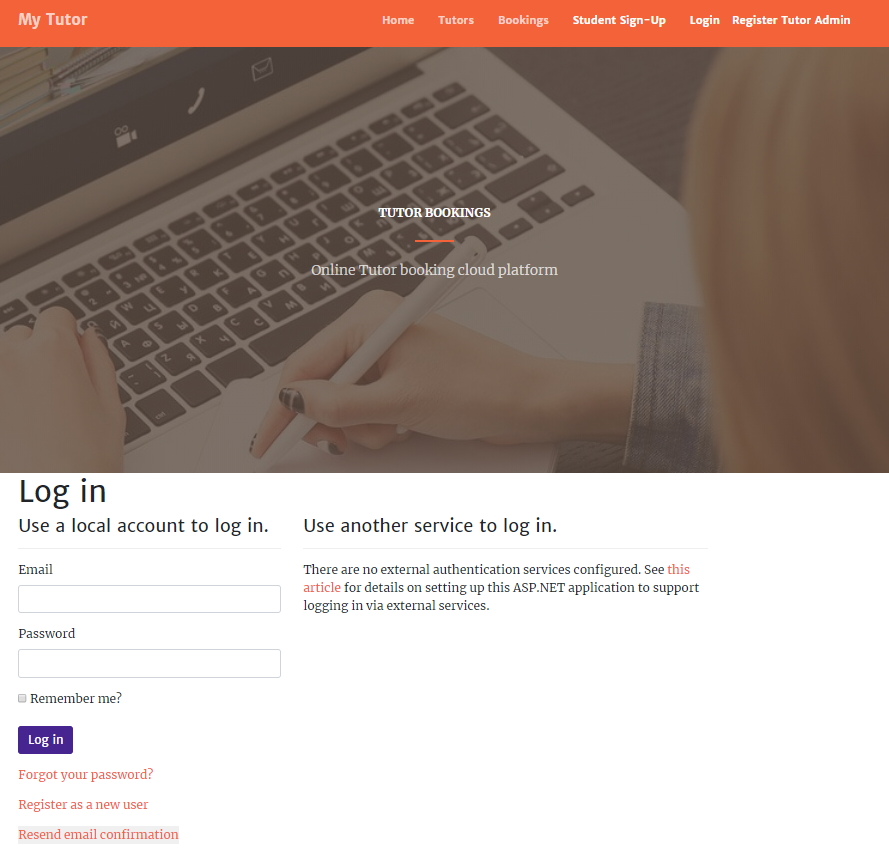 My Tutor
Home Tutors Bookings Student Sign-Up Login Register Tutor Admin
TUTOR BOOKINGS
Online Tutor booking cloud platform
Log in
Use a local account to log in.
Use another service to log in.
Email
There are no external authentication services configured. See this
article for details on setting up this ASP.NET application to support
logging in via external services.
Password
Remember me?
Log in
Forgot your password?
Register as a new user
Resend email confirmation